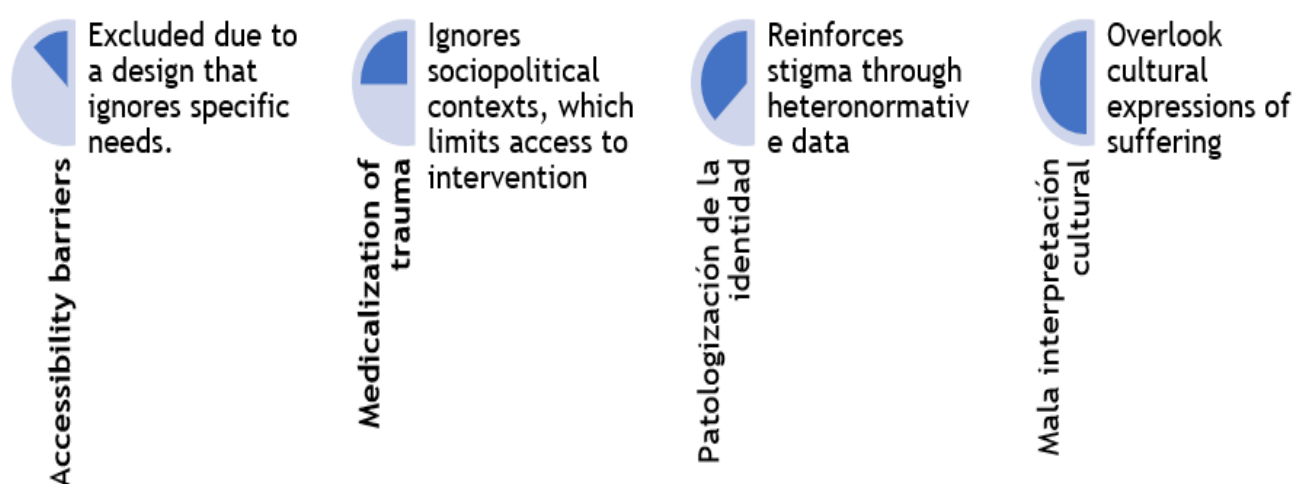 Excluded due to
a design that
ignores specific
needs.
Accessibility barriers
Ignores
sociopolitical
contexts, which
limits access to
intervention
Medicalization of
trauma
Reinforces
stigma through
heteronormativ
e data
Patologización de la
identidad
Overlook
cultural
expressions of
suffering
Mala interpretación
cultural